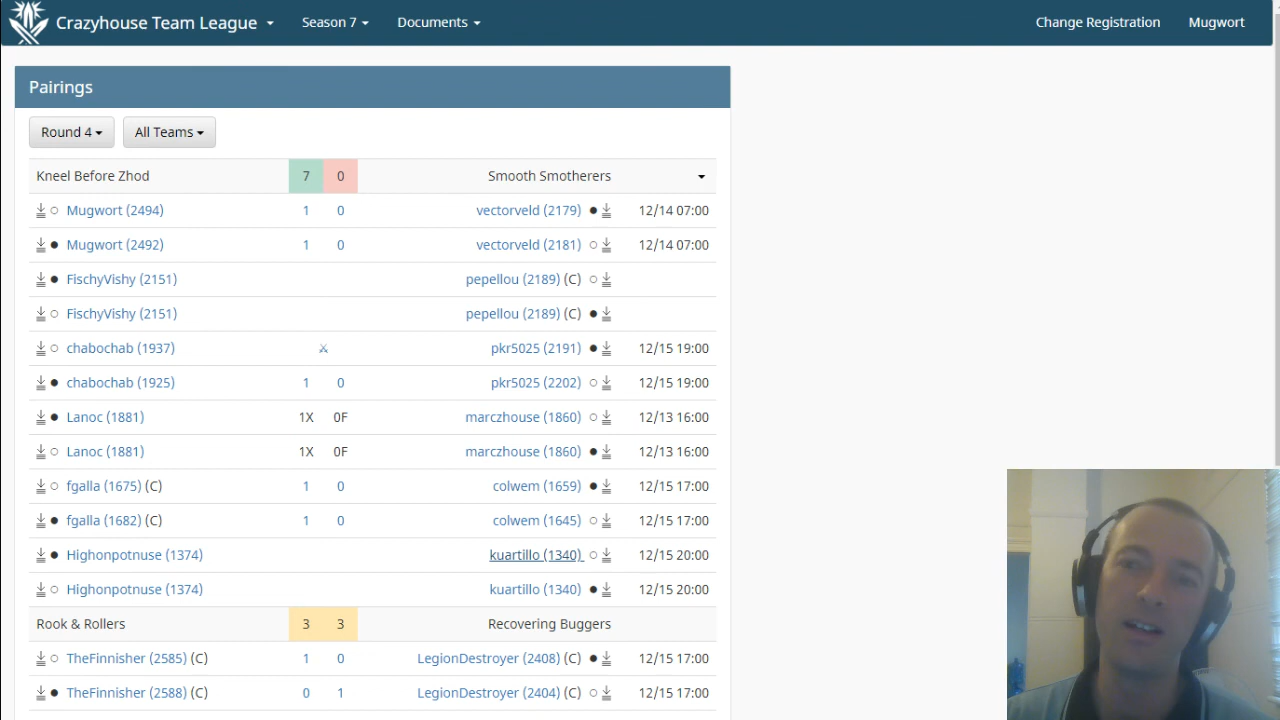 Crazyhouse Team League Season 7 Documents Change Registration Mugwort
Pairings
Round 4 All Teams
Kneel Before Zhod 7 0 Smooth Smotherers
Mugwort (2494) 1 0 vectorveld (2179) 12/14 07:00
Mugwort (2492) 1 0 vectorveld (2181) 12/14 07:00
FischyVishy (2151) pepellou (2189) (C)
FischyVishy (2151) pepellou (2189) (C)
chabochab (1937) pkr5025 (2191) 12/15 19:00
chabochab (1925) 1 0 pkr5025 (2202) 12/15 19:00
Lanoc (1881) 1X 0F marczhouse (1860) 12/13 16:00
Lanoc (1881) 1X 0F marczhouse (1860) 12/13 16:00
fgalla (1675) (C) 1 0 colwem (1659) 12/15 17:00
fgalla (1682) (C) 1 0 colwem (1645) 12/15 17:00
Highonpotnuse (1374) kuartillo (1340) 12/15 20:00
Highonpotnuse (1374) kuartillo (1340) 12/15 20:00
Rook & Rollers 3 3 Recovering Buggers
TheFinnisher (2585) (C) 1 0 LegionDestroyer (2408) (C) 12/15 17:00
TheFinnisher (2588) (C) 0 1 LegionDestroyer (2404) (C) 12/15 17:00